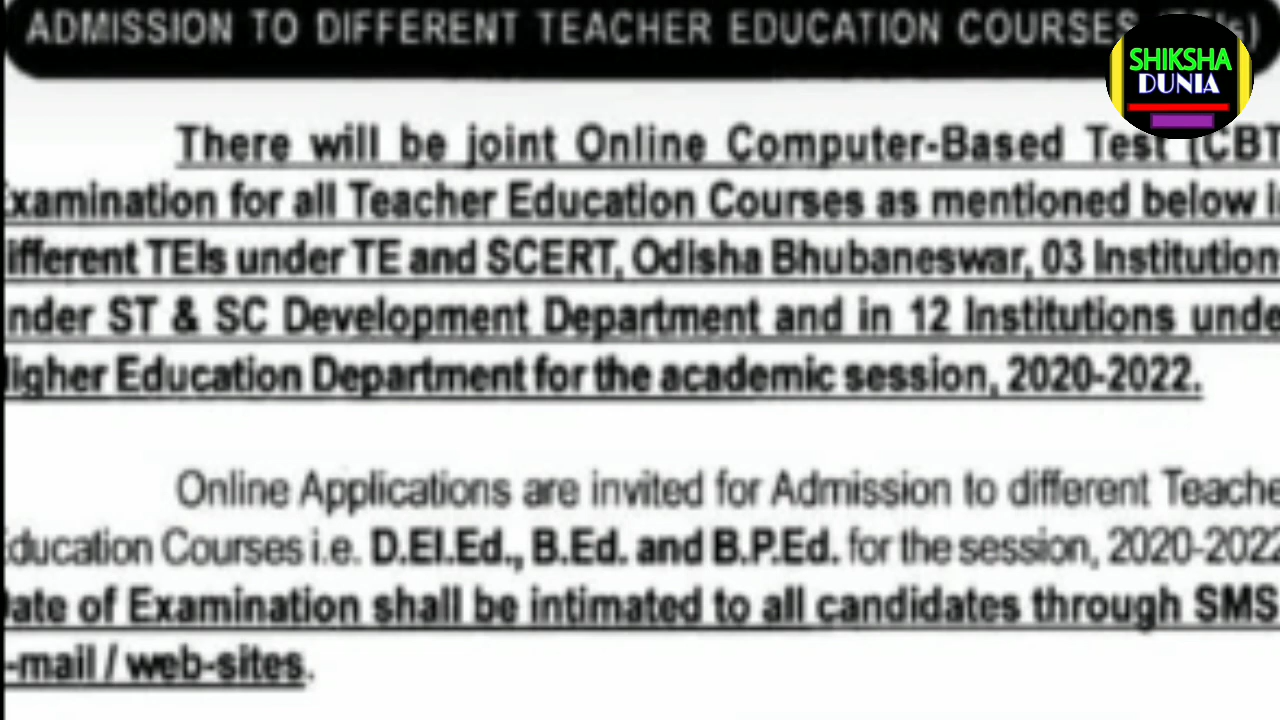 ADMISSION TO DIFFERENT TEACHER EDUCATION COURSES
SHIKSHA
DUNIA
There will be joint Online Computer-Based Test (CBT
xamination for all Teacher Education Courses as mentioned below i
ifferent TEIs under TE and SCERT, Odisha Bhubaneswar, 03 Institution
nder ST & SC Development Department and in 12 Institutions unde
igher Education Department for the academic session, 2020-2022.
Online Applications are invited for Admission to different Teache
ducation Courses i.e. D.El.Ed., B.Ed. and B.P.Ed. for the session, 2020-2022
ate of Examination shall be intimated to all candidates through SMS
-mail / web-sites.